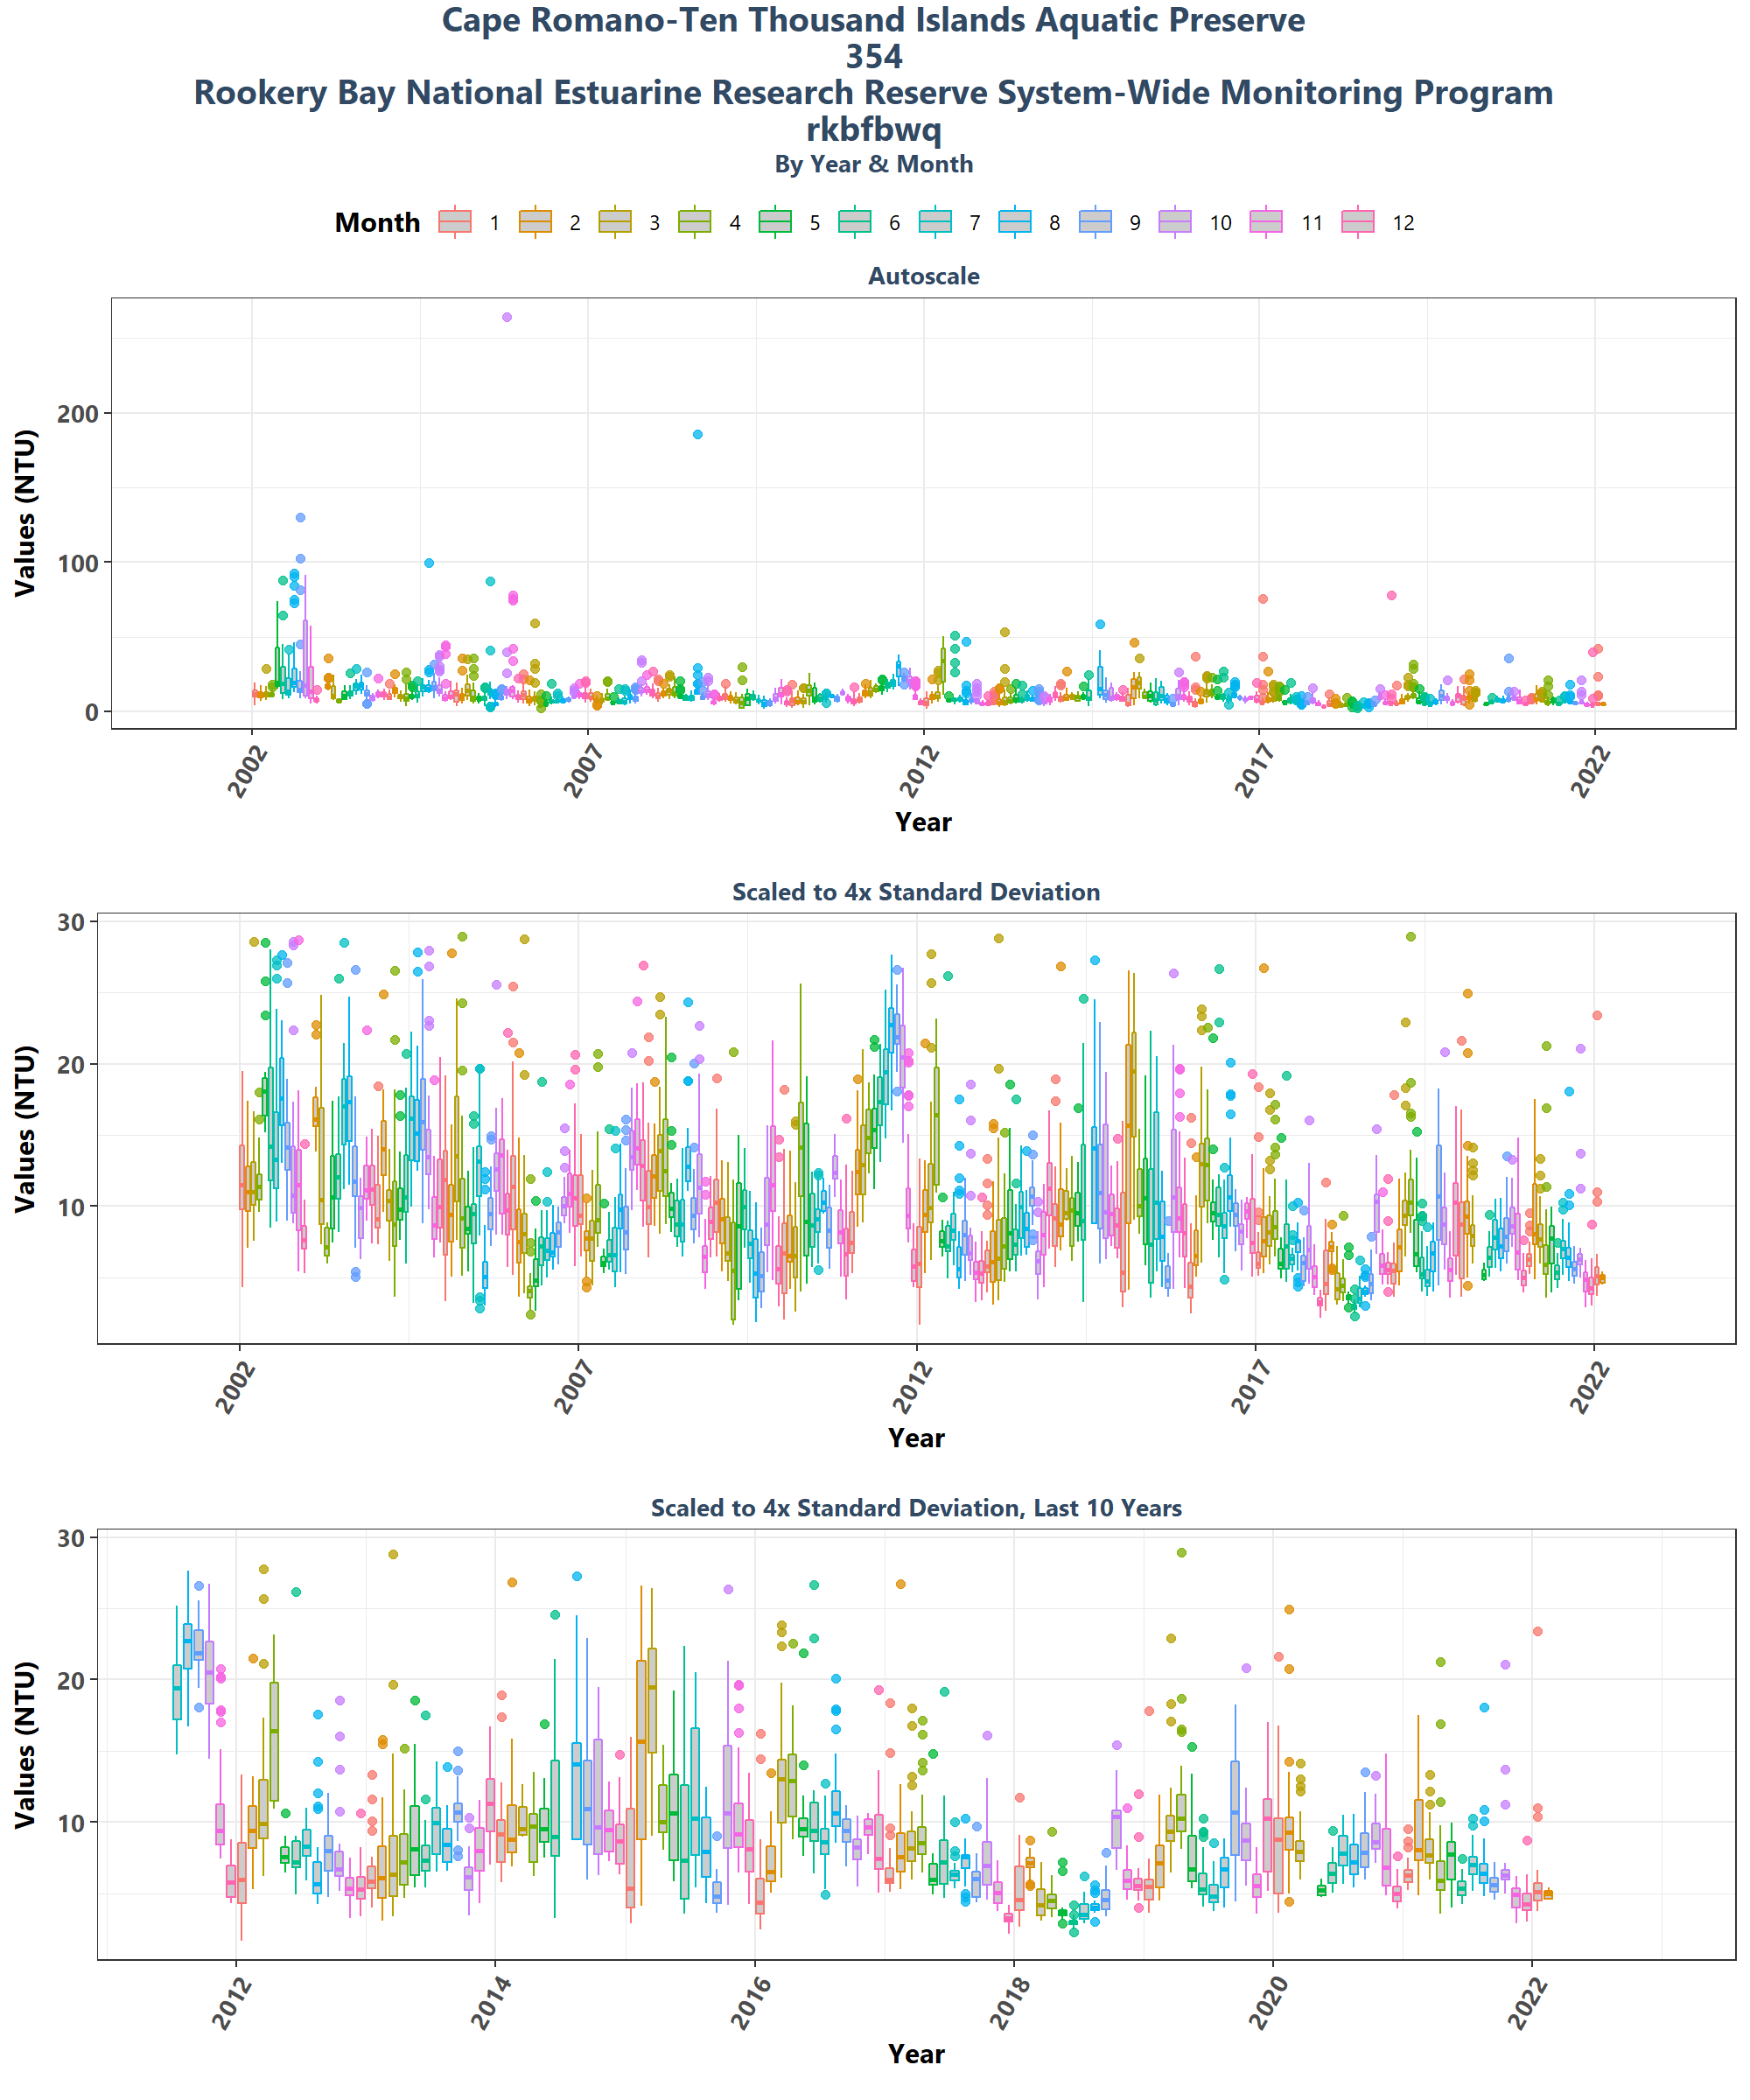 Cape Romano-Ten Thousand Islands Aquatic Preserve
354
Rookery Bay National Estuarine Research Reserve System-Wide Monitoring Program
rkbfbwq
By Year & Month
Month 1 2 3 4 5 6 7 8 9 10 11 12
Autoscale
Values (NTU)
200
100
0
2002 2007 2012 2017 2022
Year
Scaled to 4x Standard Deviation
Values (NTU)
30
20
10
2002 2007 2012 2017 2022
Year
Scaled to 4x Standard Deviation, Last 10 Years
Values (NTU)
30
20
10
2012 2014 2016 2018 2020 2022
Year